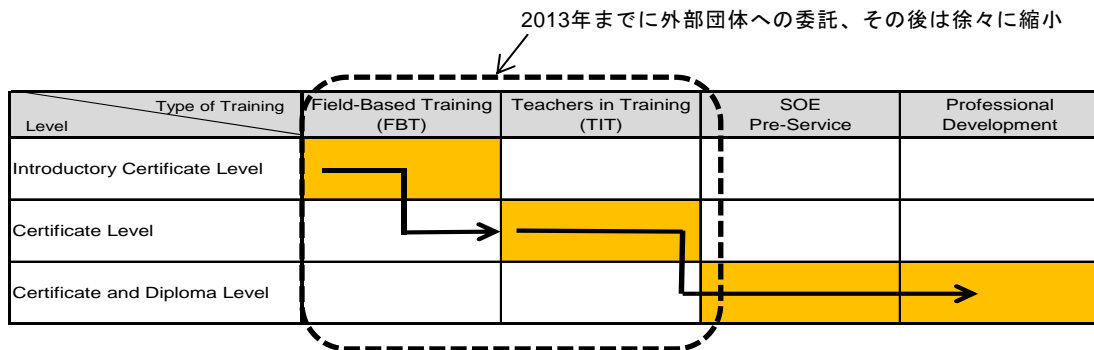 2013年までに外部団体への委託、その後は徐々に縮小
Type of Training
Level
Field-Based Training
(FBT)
Teachers in Training
(TIT)
SOE
Pre-Service
Professional
Development
Introductory Certificate Level
Certificate Level
Certificate and Diploma Level